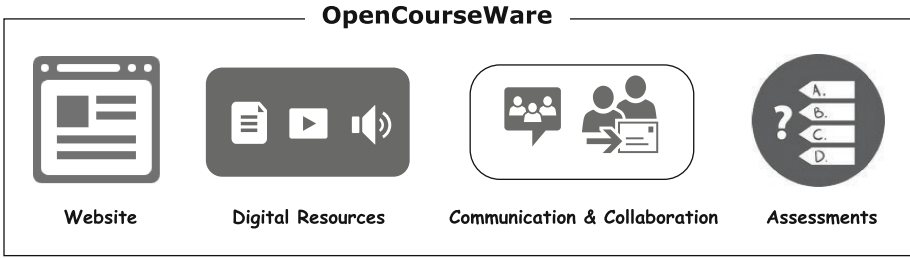 OpenCourseWare
?
A.
B.
C.
D.
Website
Digital Resources
Communication & Collaboration
Assessments